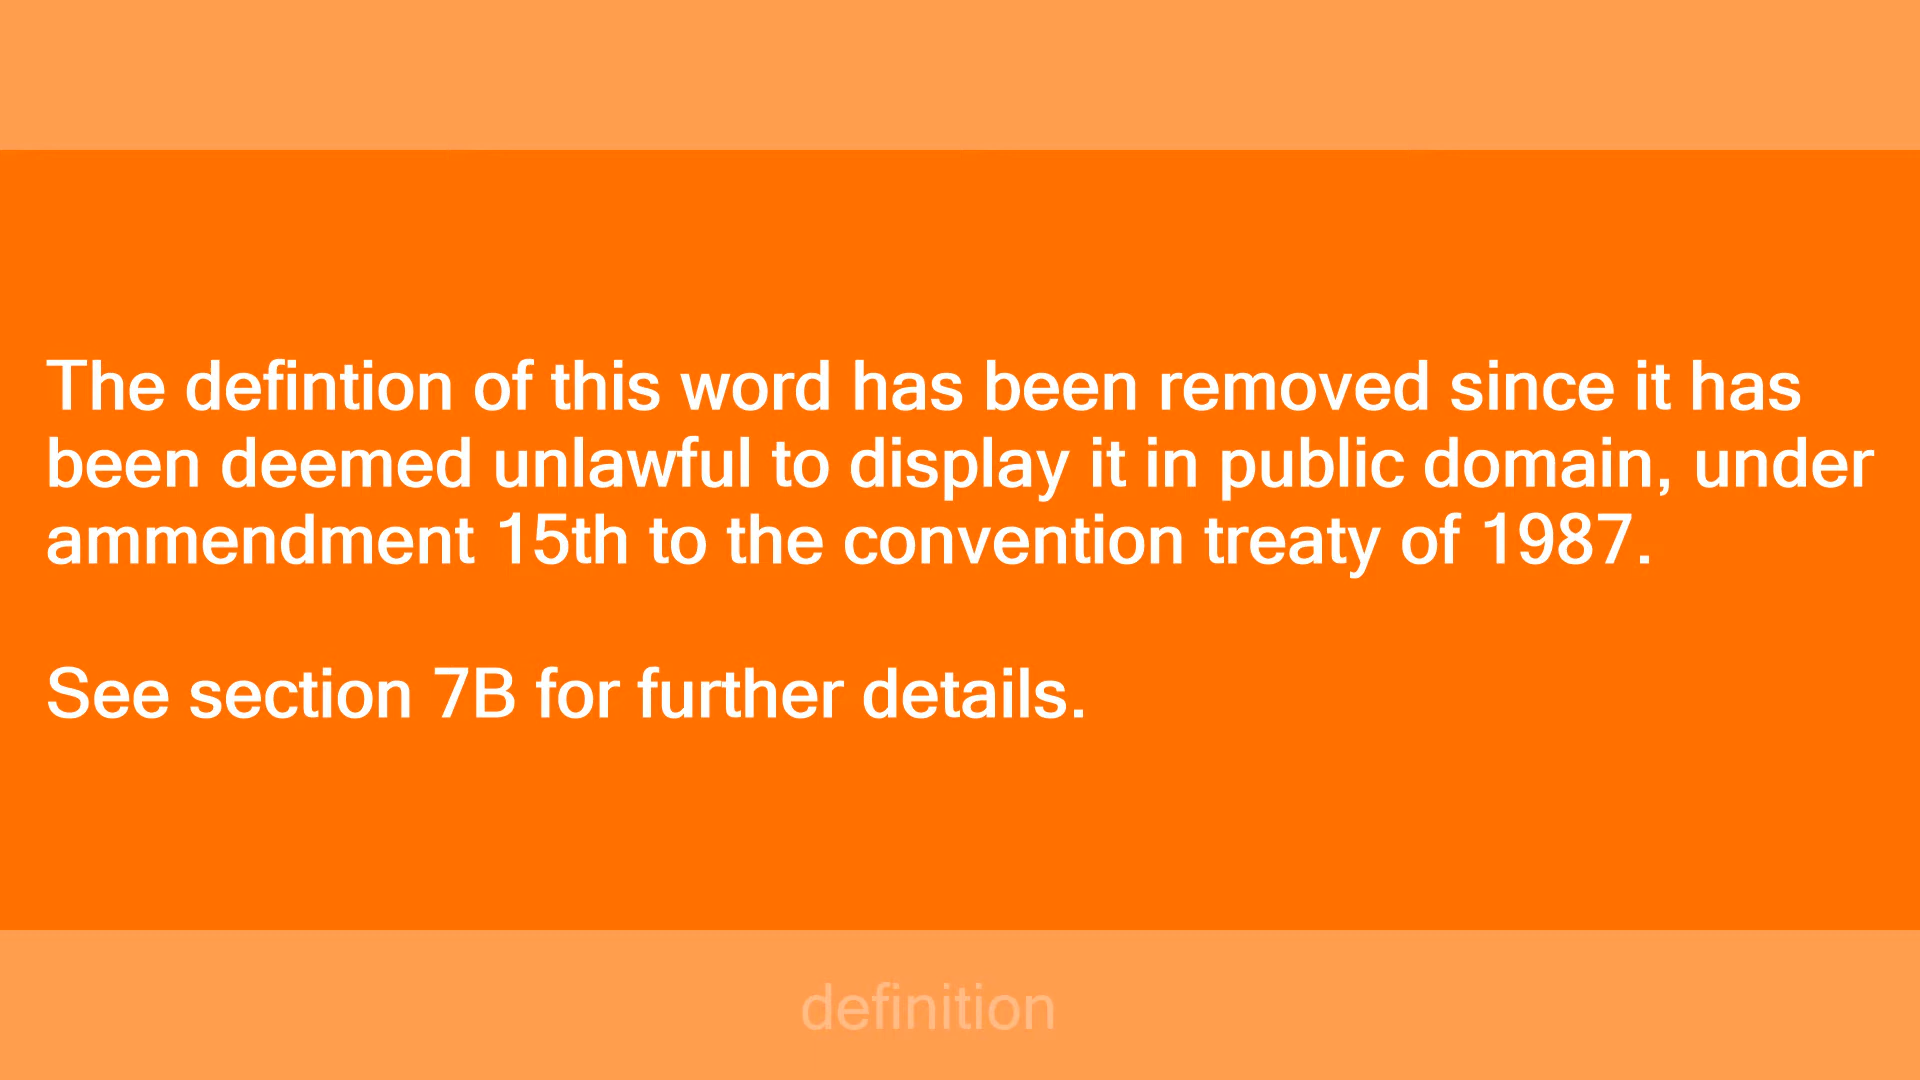 The defintion of this word has been removed since it has
been deemed unlawful to display it in public domain, under
ammendment 15th to the convention treaty of 1987.
See section 7B for further details.
definition